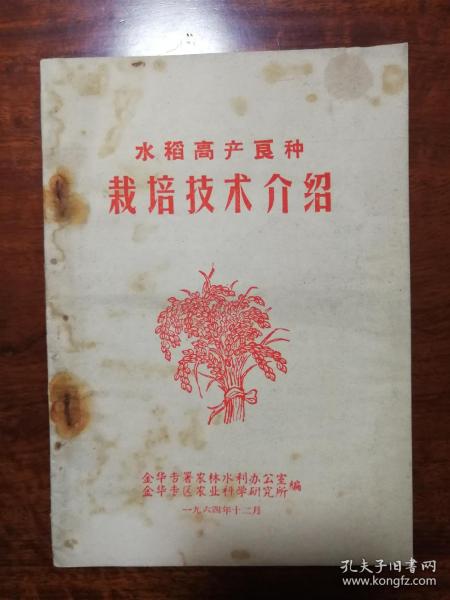 水稻高产良种
栽培技术介绍
金华专署农林水利办公室
金华专区农业科学研究所 编
一九六四年十二月
孔夫子旧书网
www.kongfz.com